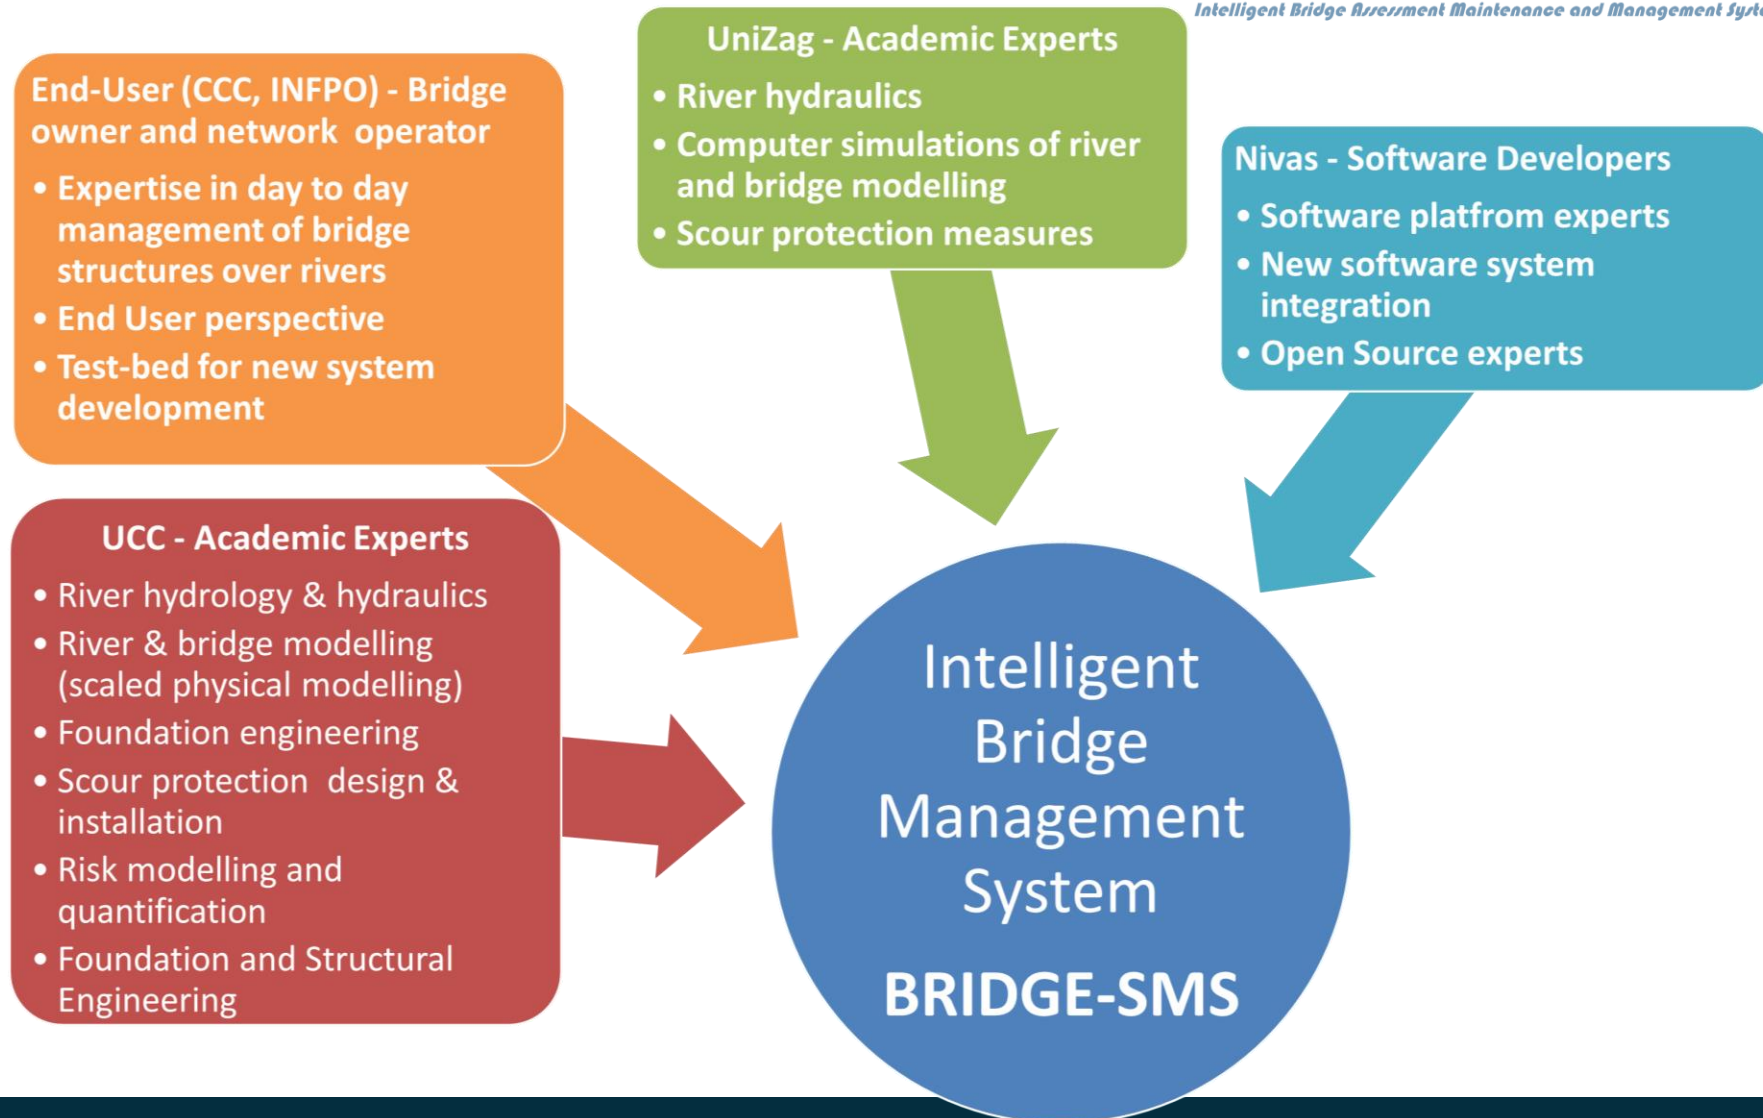 Intelligent Bridge Assessment Maintenance and Management Syste
End-User (CCC, INFPO) - Bridge
owner and network operator
• Expertise in day to day
management of bridge
structures over rivers
• End User perspective
• Test-bed for new system
development
UniZag - Academic Experts
• River hydraulics
• Computer simulations of river
and bridge modelling
• Scour protection measures
Nivas - Software Developers
• Software platfrom experts
• New software system
integration
• Open Source experts
UCC - Academic Experts
• River hydrology & hydraulics
• River & bridge modelling
(scaled physical modelling)
• Foundation engineering
• Scour protection design &
installation
• Risk modelling and
quantification
• Foundation and Structural
Engineering
Intelligent
Bridge
Management
System
BRIDGE-SMS